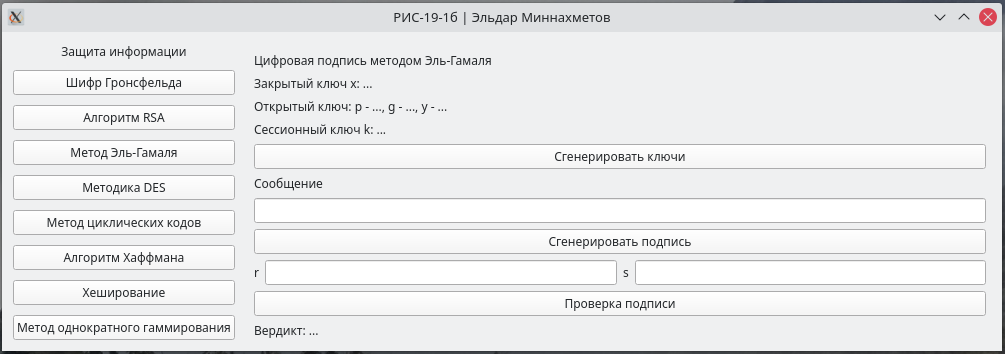 РИС-19-1б | Эльдар Миннахметов
Защита информации
Шифр Гронсфельда
Алгоритм RSA
Метод Эль-Гамаля
Методика DES
Метод циклических кодов
Алгоритм Хаффмана
Хеширование
Метод однократного гаммирования
Цифровая подпись методом Эль-Гамаля
Закрытый ключ x: ...
Открытый ключ: p - ..., g - ..., y - ...
Сессионный ключ k: ...
Сгенерировать ключи
Сообщение
Сгенерировать подпись
r s
Проверка подписи
Вердикт: ...